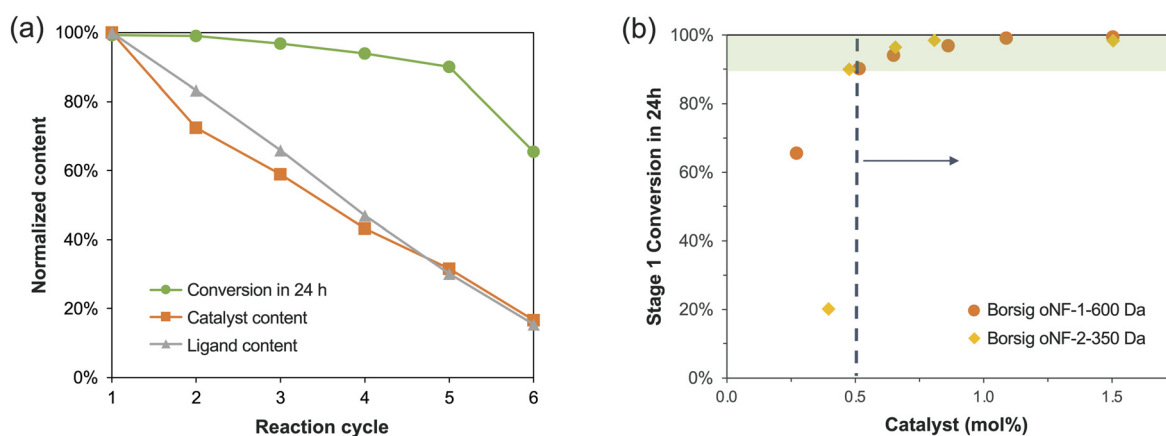 (a)
Normalized content
100%
80%
60%
40%
20%
0%
Conversion in 24 h
Catalyst content
Ligand content
1 2 3 4 5 6
Reaction cycle
(b)
Stage 1 Conversion in 24h
100%
80%
60%
40%
20%
0%
Borsig oNF-1-600 Da
Borsig oNF-2-350 Da
0.0 0.5 1.0 1.5
Catalyst (mol%)